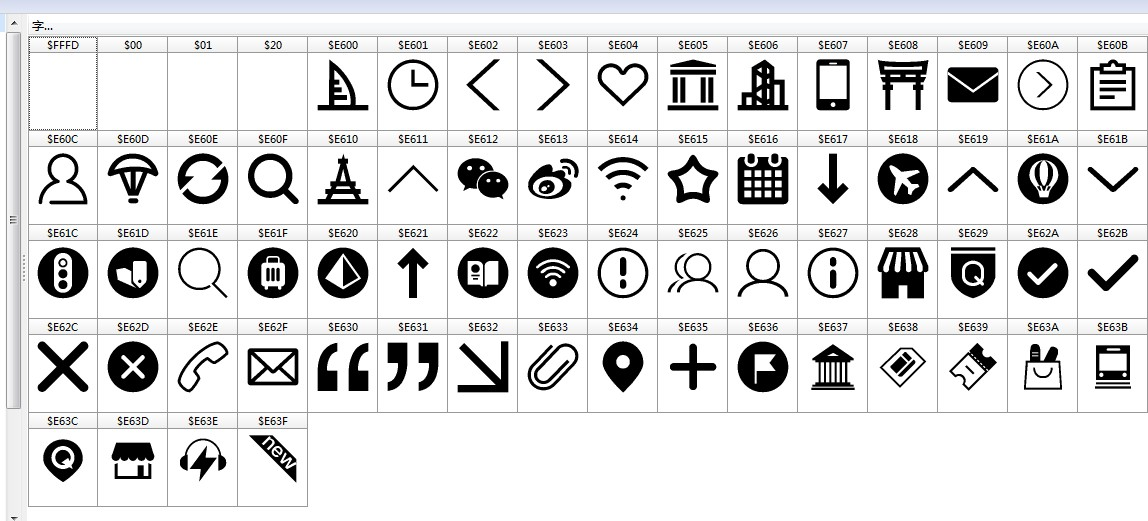 字...
$FFFD $00 $01 $20 $E600 $E601 $E602 $E603 $E604 $E605 $E606 $E607 $E608 $E609 $E60A $E60B
$E60C $E60D $E60E $E60F $E610 $E611 $E612 $E613 $E614 $E615 $E616 $E617 $E618 $E619 $E61A $E61B
$E61C $E61D $E61E $E61F $E620 $E621 $E622 $E623 $E624 $E625 $E626 $E627 $E628 $E629 $E62A $E62B
Q
$E62C $E62D $E62E $E62F $E630 $E631 $E632 $E633 $E634 $E635 $E636 $E637 $E638 $E639 $E63A $E63B
$E63C $E63D $E63E $E63F
Q new